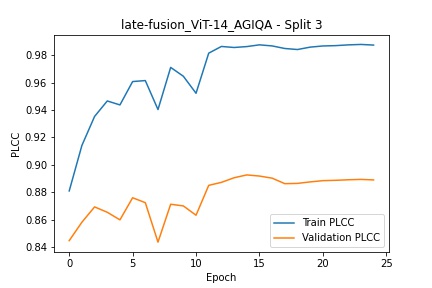 late-fusion_ViT-14_AGIQA - Split 3
0.98
0.96
0.94
0.92
0.90
0.88
0.86
0.84
PLCC
0 5 10 15 20 25
Epoch
Train PLCC
Validation PLCC